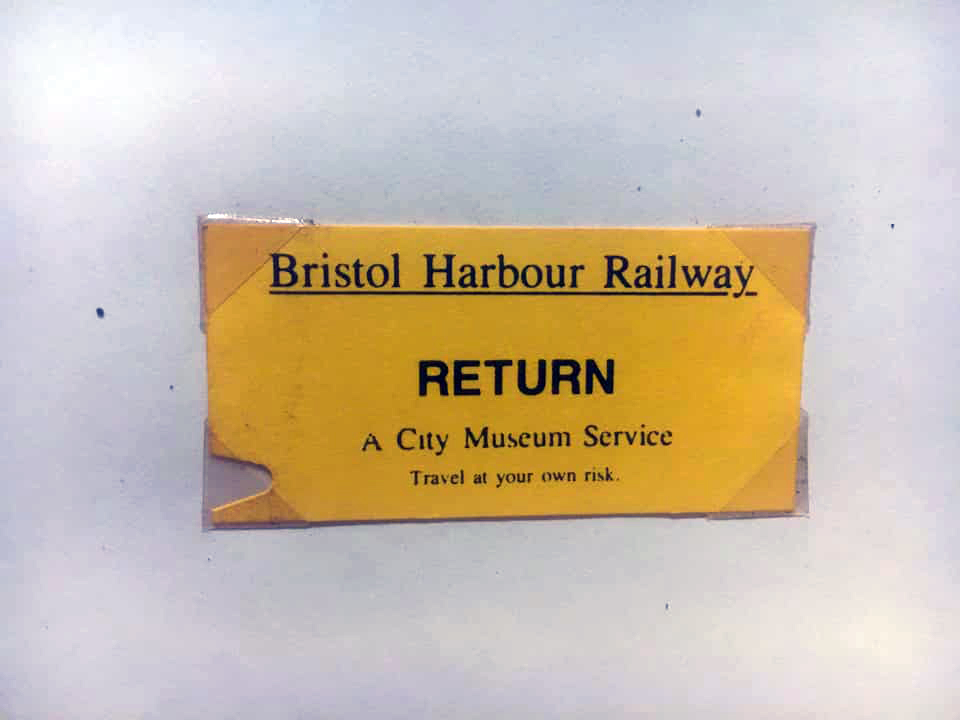 Bristol Harbour Railway
RETURN
A City Museum Service
Travel at your own risk.